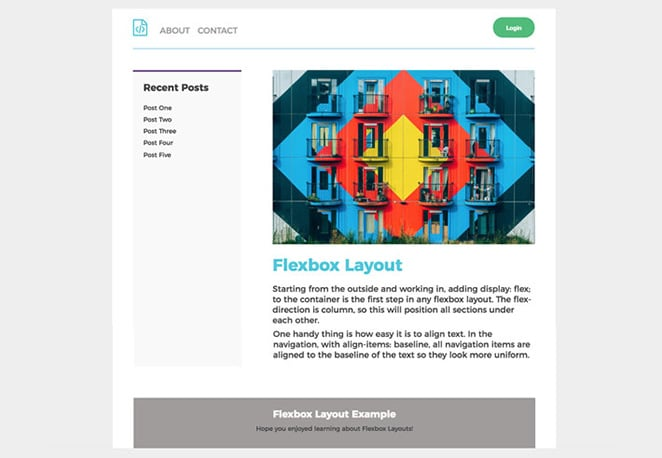 ABOUT CONTACT
Login
Recent Posts
Post One
Post Two
Post Three
Post Four
Post Five
Flexbox Layout
Starting from the outside and working in, adding display: flex;
to the container is the first step in any flexbox layout. The flex-
direction is column, so this will position all sections under
each other.
One handy thing is how easy it is to align text. In the
navigation, with align-items: baseline, all navigation items are
aligned to the baseline of the text so they look more uniform.
Flexbox Layout Example
Hope you enjoyed learning about Flexbox Layouts!